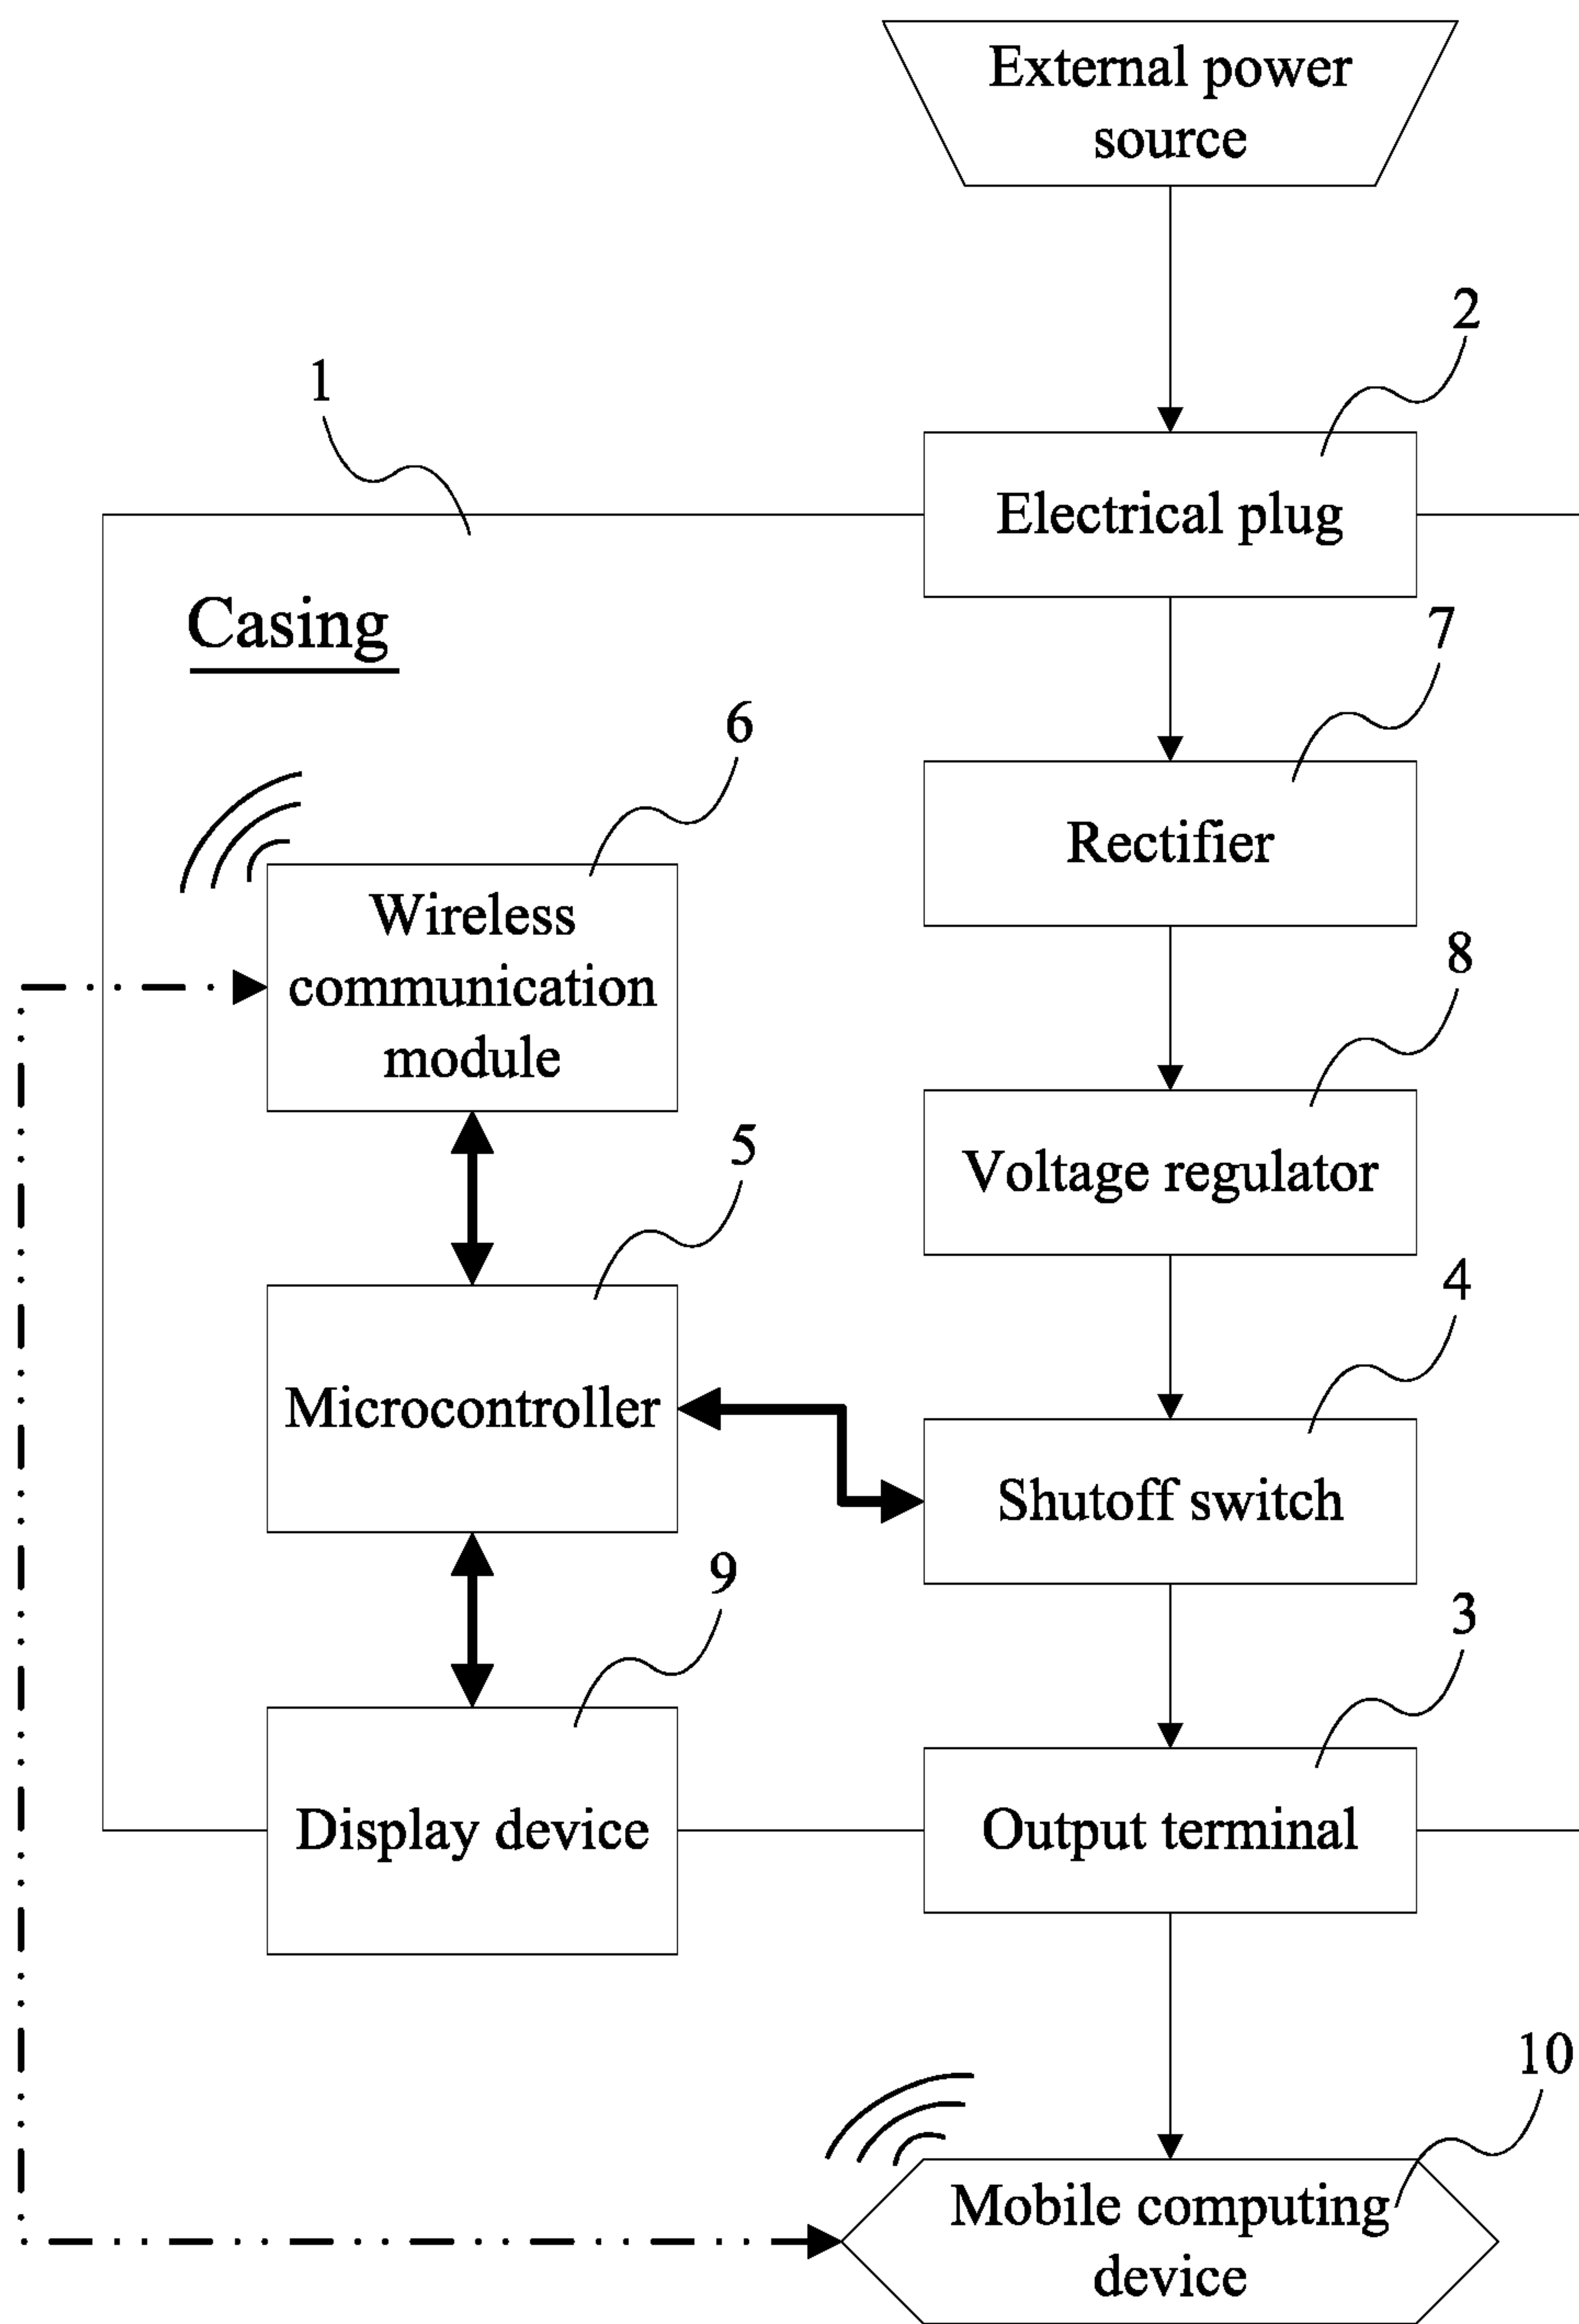 External power
source
2
1
Electrical plug
Casing
7
6
Rectifier
Wireless
communication
module
8
5
Voltage regulator
4
Microcontroller
Shutoff switch
9
3
Display device
Output terminal
10
Mobile computing
device